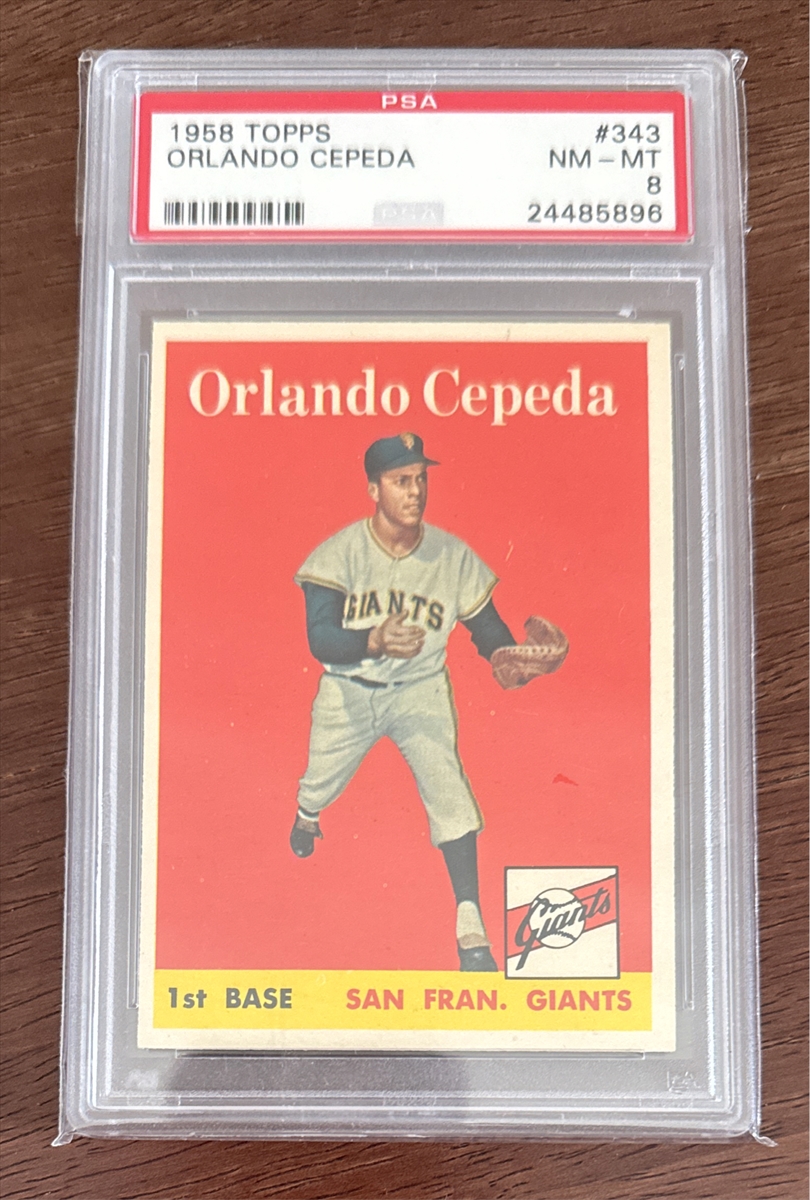 PSA
1958 TOPPS #343
ORLANDO CEPEDA NM-MT
8
PSA 24485896
Orlando Cepeda
GIANTS
Giants
1st BASE SAN FRAN. GIANTS